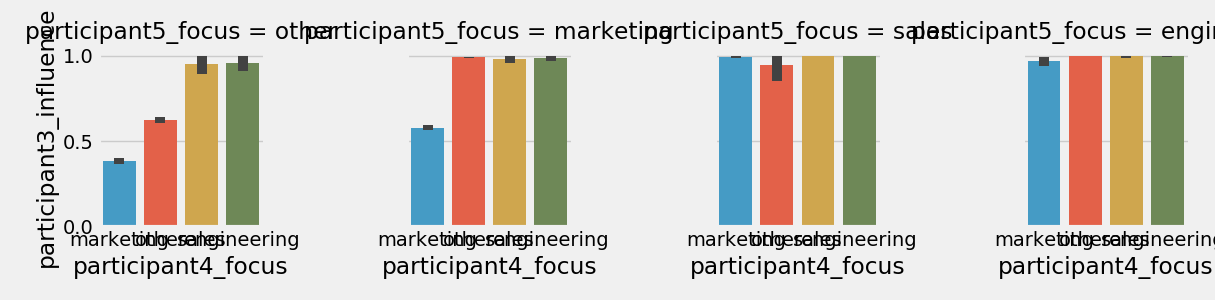 participant5_focus = other
participant5_focus = marketing
participant5_focus = sales
participant5_focus = engin
participant3_influence
1.0
0.5
0.0
marketing other sales engineering
marketing other sales engineering
marketing other sales engineering
marketing other sales engineering
participant4_focus
participant4_focus
participant4_focus
participant4_focus